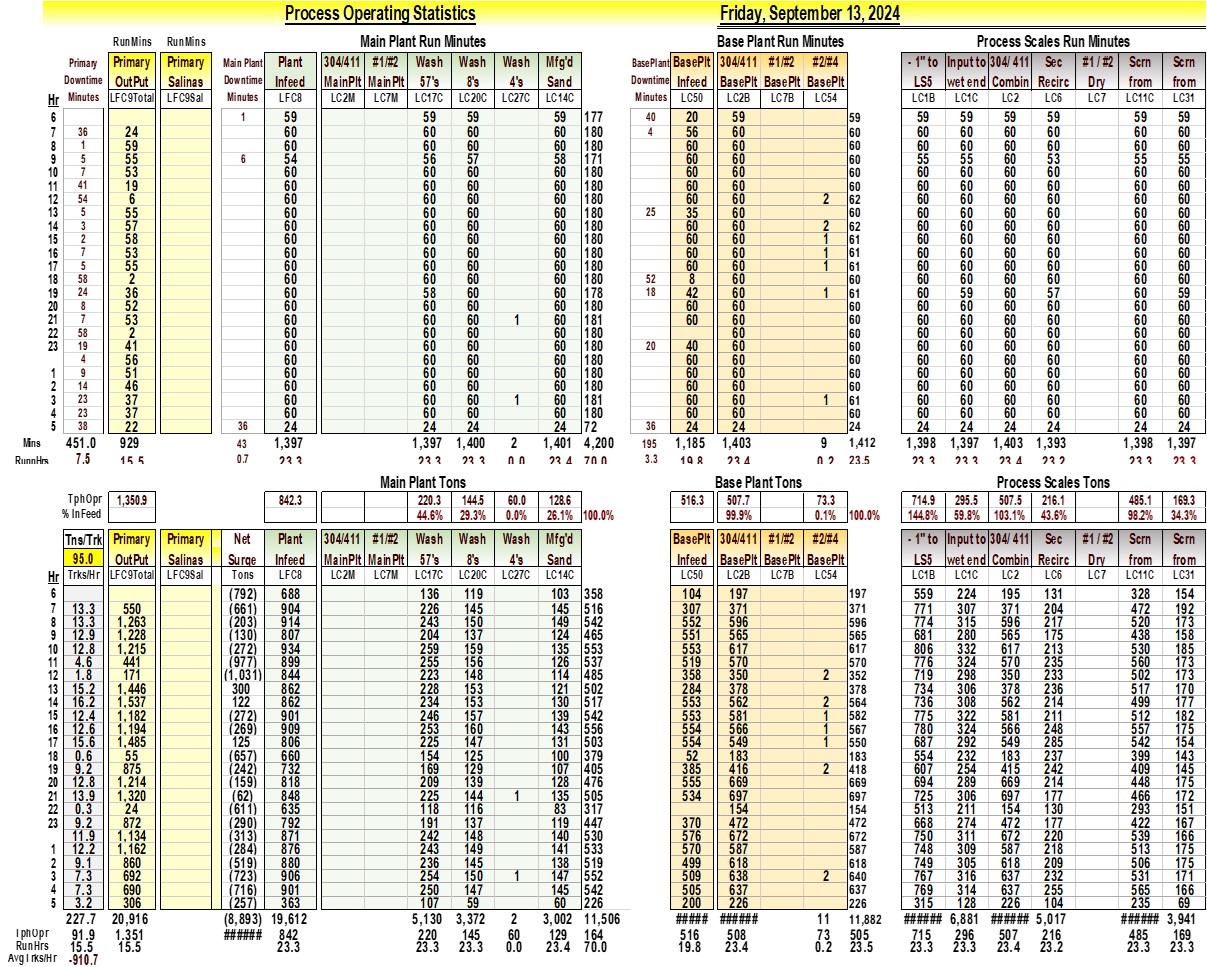 Process Operating Statistics Friday, September 13, 2024
RunMins RunMins Main Plant Run Minutes Base Plant Run Minutes Process Scales Run Minutes
Primary Primary Primary Main Plant Plant 304/411 #1/#2 Wash Wash Wash Mfg'd BasePlant BasePlt 304/411 #1/#2 #2/#4 - 1" to Input to 304/ 411 Sec #1 / #2 Scrn Scrn
Downtime OutPut Salinas Downtime Infeed MainPlt MainPlt 57's 8's 4's Sand Downtime Infeed BasePlt BasePlt BasePlt LS5 wet end Combin Recirc Dry from from
Hr Minutes LFC9Total LFC9Sal Minutes LFC8 LC2M LC7M LC17C LC20C LC27C LC14C Minutes LC50 LC2B LC7B LC54 LC1B LC1C LC2 LC6 LC7 LC11C LC31
6 1 59 59 59 59 177 40 20 59 59 59 59 59 59 59 59
7 36 24 60 60 60 60 180 4 56 60 60 60 60 60 60 60 60
8 1 59 60 60 60 60 180 60 60 60 60 60 60 60 60 60
9 5 55 6 54 56 57 58 171 60 60 60 55 55 60 53 55 55
10 7 53 60 60 60 60 180 60 60 60 60 60 60 60 60 60
11 41 19 60 60 60 60 180 60 60 60 60 60 60 60 60 60
12 54 6 60 60 60 60 180 60 60 2 62 60 60 60 60 60 60
13 5 55 60 60 60 60 180 25 35 60 60 60 60 60 60 60 60
14 3 57 60 60 60 60 180 60 60 2 62 60 60 60 60 60 60
15 2 58 60 60 60 60 180 60 60 1 61 60 60 60 60 60 60
16 7 53 60 60 60 60 180 60 60 1 61 60 60 60 60 60 60
17 5 55 60 60 60 60 180 60 60 1 61 60 60 60 60 60 60
18 58 2 60 60 60 60 180 52 8 60 60 60 60 60 60 60 60
19 24 36 60 58 60 60 178 18 42 60 1 61 60 59 60 57 60 59
20 8 52 60 60 60 60 180 60 60 60 60 60 60 60 60 60
21 7 53 60 60 60 1 60 181 60 60 60 60 60 60 60 60 60
22 58 2 60 60 60 60 180 60 60 60 60 60 60 60 60
23 19 41 60 60 60 60 180 20 40 60 60 60 60 60 60 60 60
4 56 60 60 60 60 180 60 60 60 60 60 60 60 60 60
1 9 51 60 60 60 60 180 60 60 60 60 60 60 60 60 60
2 14 46 60 60 60 60 180 60 60 60 60 60 60 60 60 60
3 23 37 60 60 60 1 60 181 60 60 1 61 60 60 60 60 60 60
4 23 37 60 60 60 60 180 60 60 60 60 60 60 60 60 60
5 38 22 36 24 24 24 24 72 36 24 24 24 24 24 24 24 24 24
Mins 451.0 929 43 1,397 1,397 1,400 2 1,401 4,200 195 1,185 1,403 9 1,412 1,398 1,397 1,403 1,393 1,398 1,397
RunnHrs 7.5 15.5 0.7 23.3 23.3 23.3 0.0 23.4 70.0 3.3 19.8 23.4 0.2 23.5 23.3 23.3 23.4 23.2 23.3 23.3
Main Plant Tons Base Plant Tons Process Scales Tons
TphOpr 1,350.9 842.3 220.3 144.5 60.0 128.6 516.3 507.7 73.3 714.9 295.5 507.5 216.1 485.1 169.3
% InFeed 44.6% 29.3% 0.0% 26.1% 100.0% 99.9% 0.1% 100.0% 144.8% 59.8% 103.1% 43.6% 98.2% 34.3%
Tns/Trk Primary Primary Net Plant 304/411 #1/#2 Wash Wash Wash Mfg'd BasePlt 304/411 #1/#2 #2/#4 - 1" to Input to 304/ 411 Sec #1 / #2 Scrn Scrn
95.0 OutPut Salinas Surge Infeed MainPlt MainPlt 57's 8's 4's Sand Infeed BasePlt BasePlt BasePlt LS5 wet end Combin Recirc Dry from from
Hr Trks/Hr LFC9Total LFC9Sal Tons LFC8 LC2M LC7M LC17C LC20C LC27C LC14C LC50 LC2B LC7B LC54 LC1B LC1C LC2 LC6 LC7 LC11C LC31
6 (792) 688 136 119 103 358 104 197 197 559 224 195 131 328 154
7 13.3 550 (661) 904 226 145 145 516 307 371 371 771 307 371 204 472 192
8 13.3 1,263 (203) 914 243 150 149 542 552 596 596 774 315 596 217 520 173
9 12.9 1,228 (130) 807 204 137 124 465 551 565 565 681 280 565 175 438 158
10 12.8 1,215 (272) 934 259 159 135 553 553 617 617 806 332 617 213 530 185
11 4.6 441 (977) 899 255 156 126 537 519 570 570 776 324 570 235 560 173
12 1.8 171 (1,031) 844 223 148 114 485 358 350 2 352 719 298 350 233 502 173
13 15.2 1,446 300 862 228 153 121 502 284 378 378 734 306 378 236 517 170
14 16.2 1,537 122 862 234 153 130 517 553 562 2 564 736 308 562 214 499 177
15 12.4 1,182 (272) 901 246 157 139 542 553 581 1 582 775 322 581 211 512 182
16 12.6 1,194 (269) 909 253 160 143 556 554 566 1 567 780 324 566 248 557 175
17 15.6 1,485 125 806 225 147 131 503 554 549 1 550 687 292 549 285 542 154
18 0.6 55 (657) 660 154 125 100 379 52 183 183 554 232 183 237 399 143
19 9.2 875 (242) 732 169 129 107 405 385 416 2 418 607 254 415 242 409 145
20 12.8 1,214 (159) 818 209 139 128 476 555 669 669 694 289 669 214 448 175
21 13.9 1,320 (62) 848 225 144 1 135 505 534 697 697 725 306 697 177 466 172
22 0.3 24 (611) 635 118 116 83 317 154 154 513 211 154 130 293 151
23 9.2 872 (290) 792 191 137 119 447 370 472 472 668 274 472 177 422 167
11.9 1,134 (313) 871 242 148 140 530 576 672 672 750 311 672 220 539 166
1 12.2 1,162 (284) 876 243 149 141 533 570 587 587 748 309 587 218 513 175
2 9.1 860 (519) 880 236 145 138 519 499 618 618 749 305 618 209 506 175
3 7.3 692 (723) 906 254 150 1 147 552 509 638 2 640 767 316 637 232 531 171
4 7.3 690 (716) 901 250 147 145 542 505 637 637 769 314 637 255 565 166
5 3.2 306 (257) 363 107 59 60 226 200 226 226 315 128 226 104 235 69
227.7 20,916 (8,893) 19,612 5,130 3,372 2 3,002 11,506 ##### ###### 11 11,882 ###### 6,881 ###### 5,017 ###### 3,941
TphOpr 91.9 1,351 ###### 842 220 145 60 129 164 516 508 73 505 715 296 507 216 485 169
RunHrs 15.5 15.5 23.3 23.3 23.3 0.0 23.4 70.0 19.8 23.4 0.2 23.5 23.3 23.3 23.4 23.2 23.3 23.3
AvgTrks/Hr -910.7